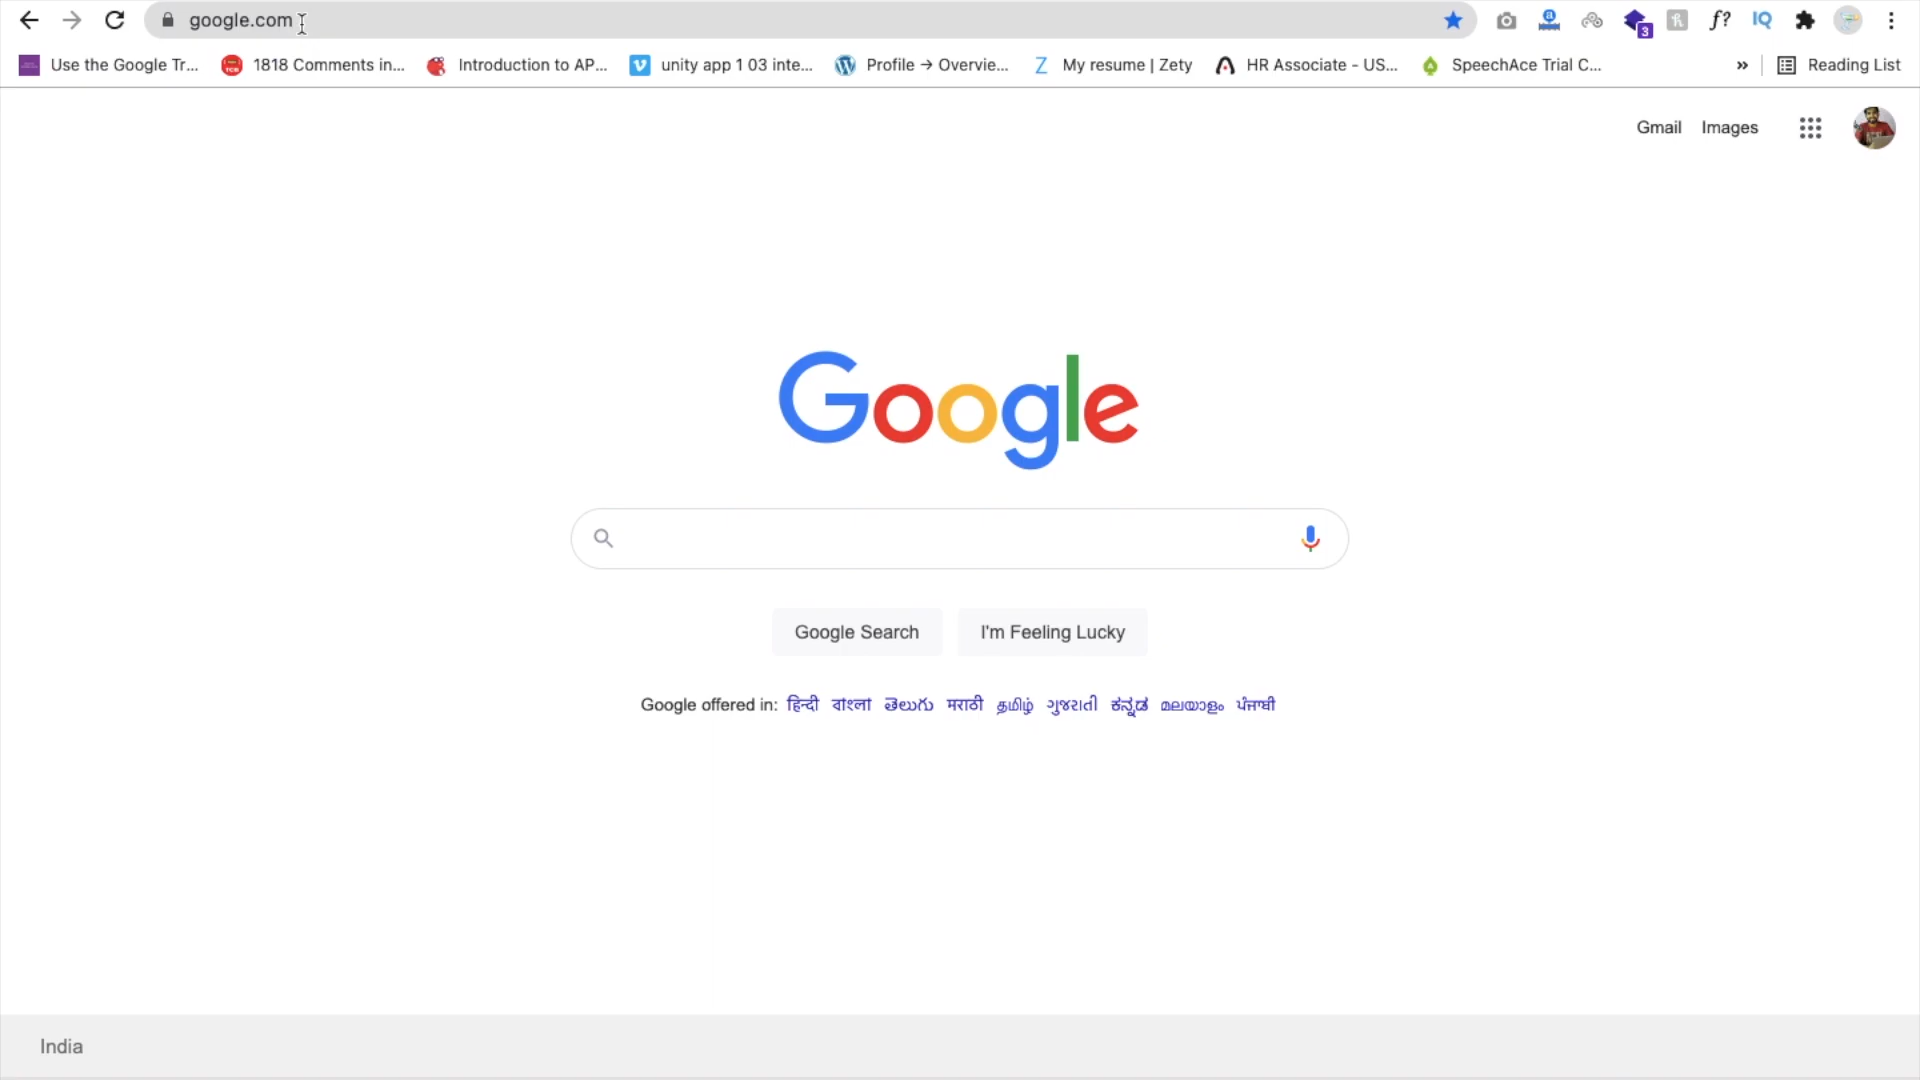 google.com
3
f?
IQ
Use the Google Tr... 1818 Comments in... Introduction to AP... unity app 1 03 inte... Profile → Overvie... My resume | Zety HR Associate - US... SpeechAce Trial C... » Reading List
Gmail Images
Google
Google Search I'm Feeling Lucky
Google offered in: हिन्दी বাংলা తెలుగు मराठी தமிழ் ગુજરાતી ಕನ್ನಡ മലയാളം ਪੰਜਾਬੀ
India